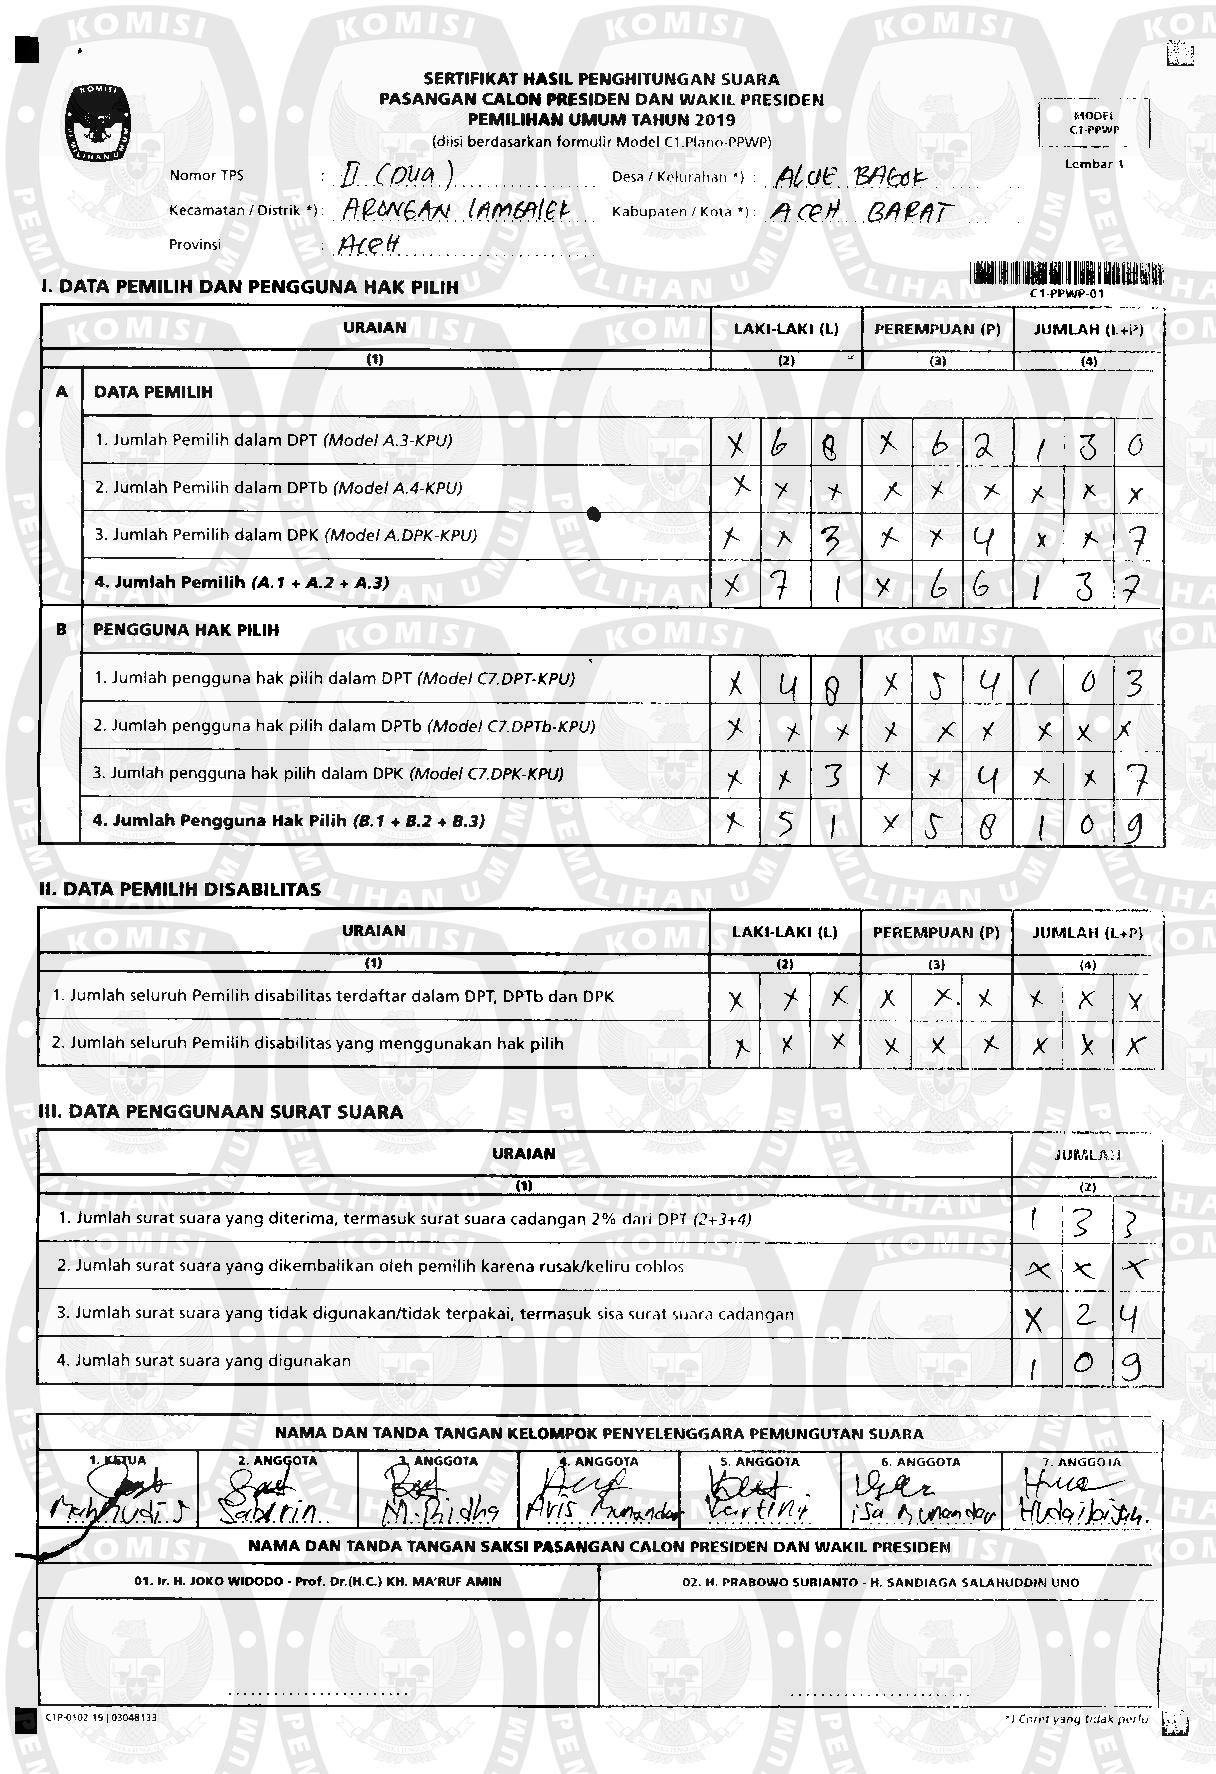 SERTIFIKAT HASIL PENGHITUNGAN SUARA
PASANGAN CALON PRESIDEN DAN WAKIL PRESIDEN
PEMILIHAN UMUM TAHUN 2019
(diisi berdasarkan formulir Model C1.Plano-PPWP)
MODEL
C1-PPWP
Lembar 1
Nomor TPS : II (DUA) Desa / Kelurahan *) : ALUE BAGOK
Kecamatan / Distrik *) : ARONGAN LAMBALEK Kabupaten / Kota *) : ACEH BARAT
Provinsi : ACEH
C1-PPWP-01
I. DATA PEMILIH DAN PENGGUNA HAK PILIH
URAIAN LAKI-LAKI (L) PEREMPUAN (P) JUMLAH (L+P)
(1) (2) (3) (4)
A DATA PEMILIH
1. Jumlah Pemilih dalam DPT (Model A.3-KPU) X 6 8 X 6 2 1 3 0
2. Jumlah Pemilih dalam DPTb (Model A.4-KPU) X X X X X X X X X
3. Jumlah Pemilih dalam DPK (Model A.DPK-KPU) X X 3 X X 4 X X 7
4. Jumlah Pemilih (A.1 + A.2 + A.3) X 7 1 X 6 6 1 3 7
B PENGGUNA HAK PILIH
1. Jumlah pengguna hak pilih dalam DPT (Model C7.DPT-KPU) X 4 8 X 5 4 1 0 3
2. Jumlah pengguna hak pilih dalam DPTb (Model C7.DPTb-KPU) X X X X X X X X X
3. Jumlah pengguna hak pilih dalam DPK (Model C7.DPK-KPU) X X 3 X X 4 X X 7
4. Jumlah Pengguna Hak Pilih (B.1 + B.2 + B.3) X 5 1 X 5 8 1 0 9
II. DATA PEMILIH DISABILITAS
URAIAN LAKI-LAKI (L) PEREMPUAN (P) JUMLAH (L+P)
(1) (2) (3) (4)
1. Jumlah seluruh Pemilih disabilitas terdaftar dalam DPT, DPTb dan DPK X X X X X X X X X
2. Jumlah seluruh Pemilih disabilitas yang menggunakan hak pilih X X X X X X X X X
III. DATA PENGGUNAAN SURAT SUARA
URAIAN JUMLAH
(1) (2)
1. Jumlah surat suara yang diterima, termasuk surat suara cadangan 2% dari DPT (2+3+4) 1 3 3
2. Jumlah surat suara yang dikembalikan oleh pemilih karena rusak/keliru coblos X X X
3. Jumlah surat suara yang tidak digunakan/tidak terpakai, termasuk sisa surat suara cadangan X 2 4
4. Jumlah surat suara yang digunakan 1 0 9
NAMA DAN TANDA TANGAN KELOMPOK PENYELENGGARA PEMUNGUTAN SUARA
1. KETUA 2. ANGGOTA 3. ANGGOTA 4. ANGGOTA 5. ANGGOTA 6. ANGGOTA 7. ANGGOTA
Sabirin M. Ridha Aris Munandar Kartini isa Munandar
NAMA DAN TANDA TANGAN SAKSI PASANGAN CALON PRESIDEN DAN WAKIL PRESIDEN
01. Ir. H. JOKO WIDODO - Prof. Dr.(H.C.) KH. MA'RUF AMIN 02. H. PRABOWO SUBIANTO - H. SANDIAGA SALAHUDDIN UNO
C1P-0102-15 | 03048133
*) Coret yang tidak perlu